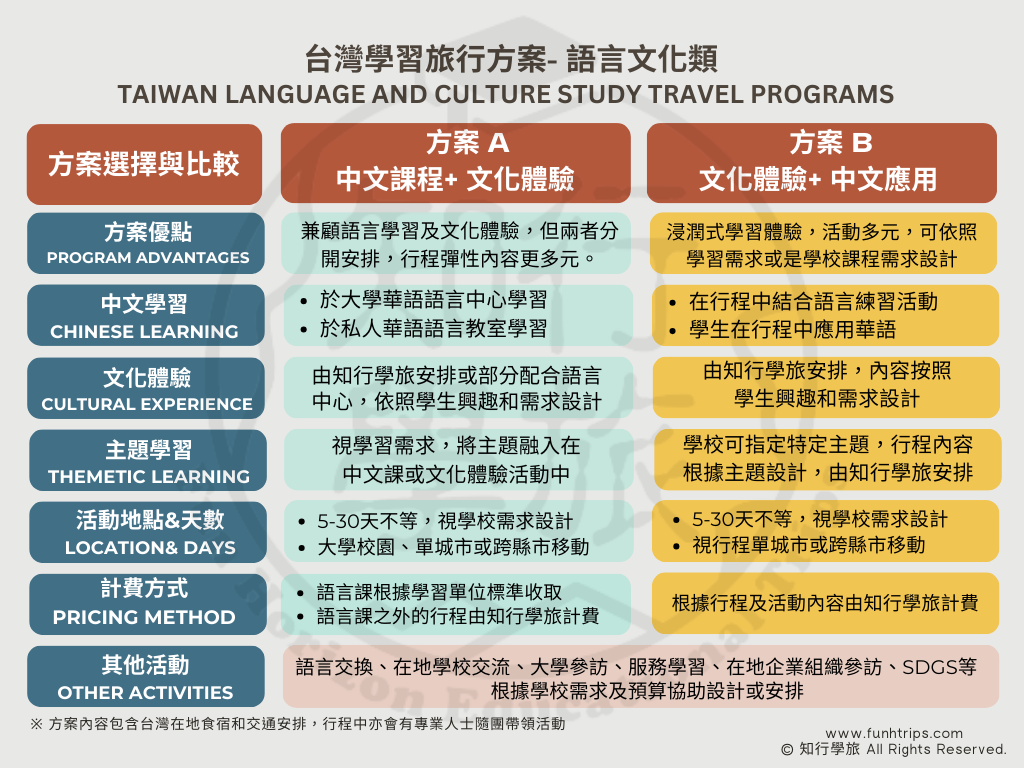 台灣學習旅行方案- 語言文化類
TAIWAN LANGUAGE AND CULTURE STUDY TRAVEL PROGRAMS
方案選擇與比較
方案 A
中文課程+ 文化體驗
方案 B
文化體驗+ 中文應用
方案優點
PROGRAM ADVANTAGES
兼顧語言學習及文化體驗，但兩者分
開安排，行程彈性內容更多元。
浸潤式學習體驗，活動多元，可依照
學習需求或是學校課程需求設計
中文學習
CHINESE LEARNING
• 於大學華語語言中心學習
• 於私人華語語言教室學習
• 在行程中結合語言練習活動
• 學生在行程中應用華語
文化體驗
CULTURAL EXPERIENCE
由知行學旅安排或部分配合語言
中心，依照學生興趣和需求設計
由知行學旅安排，內容按照
學生興趣和需求設計
主題學習
THEMETIC LEARNING
視學習需求，將主題融入在
中文課或文化體驗活動中
學校可指定特定主題，行程內容
根據主題設計，由知行學旅安排
活動地點&天數
LOCATION& DAYS
• 5-30天不等，視學校需求設計
• 大學校園、單城市或跨縣市移動
• 5-30天不等，視學校需求設計
• 視行程單城市或跨縣市移動
計費方式
PRICING METHOD
• 語言課根據學習單位標準收取
• 語言課之外的行程由知行學旅計費
根據行程及活動內容由知行學旅計費
其他活動
OTHER ACTIVITIES
語言交換、在地學校交流、大學參訪、服務學習、在地企業組織參訪、SDGS等
根據學校需求及預算協助設計或安排
※ 方案內容包含台灣在地食宿和交通安排，行程中亦會有專業人士隨團帶領活動
www.funhtrips.com
© 知行學旅 All Rights Reserved.
知行
學旅